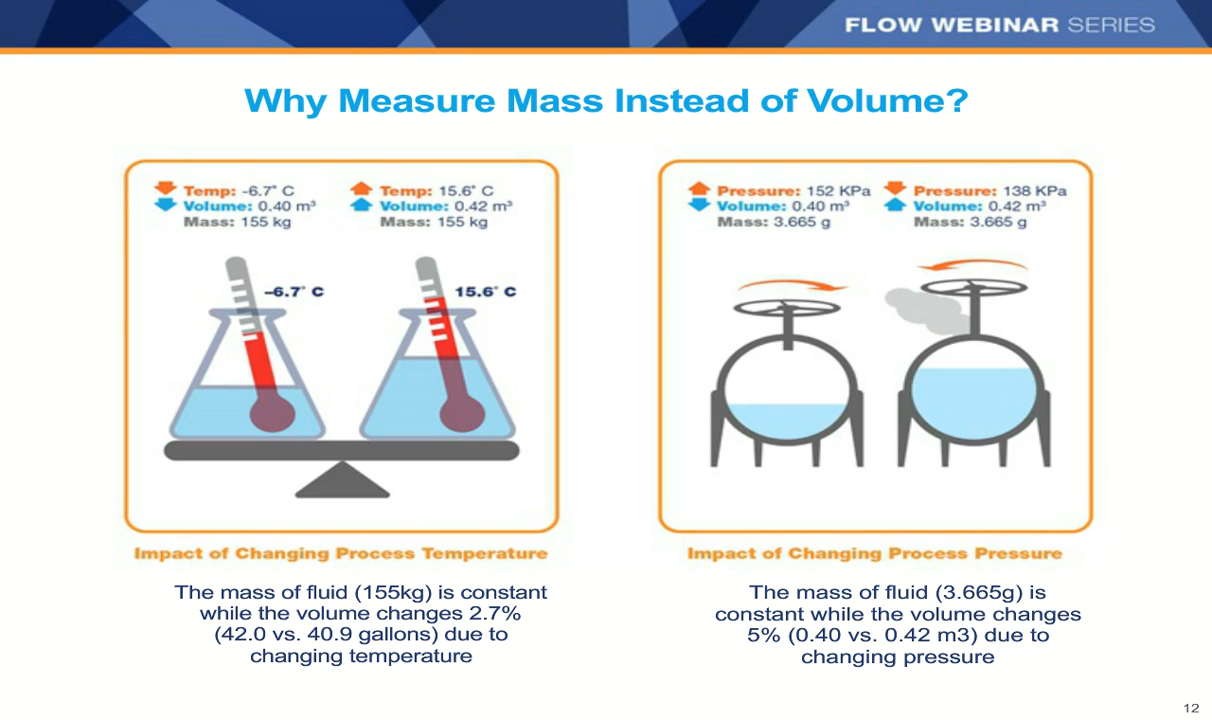 FLOW WEBINAR SERIES
Why Measure Mass Instead of Volume?
Temp: -6.7° C
Volume: 0.40 m³
Mass: 155 kg
Temp: 15.6° C
Volume: 0.42 m³
Mass: 155 kg
-6.7° C
15.6° C
Impact of Changing Process Temperature
The mass of fluid (155kg) is constant
while the volume changes 2.7%
(42.0 vs. 40.9 gallons) due to
changing temperature
Pressure: 152 KPa
Volume: 0.40 m³
Mass: 3.665 g
Pressure: 138 KPa
Volume: 0.42 m³
Mass: 3.665 g
Impact of Changing Process Pressure
The mass of fluid (3.665g) is
constant while the volume changes
5% (0.40 vs. 0.42 m3) due to
changing pressure
12